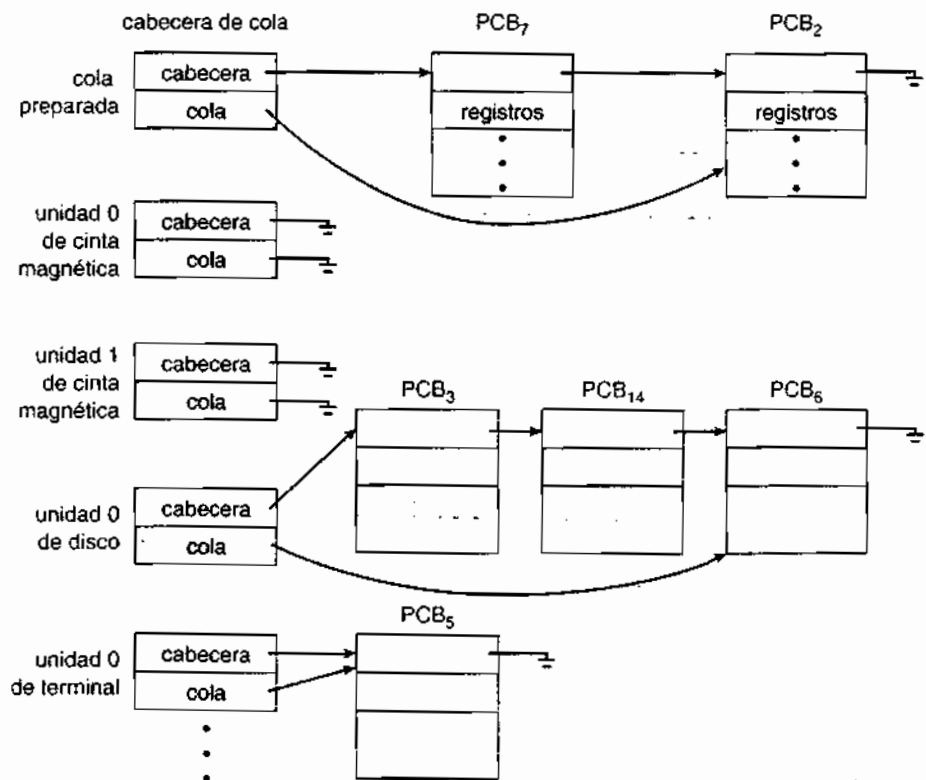 cabecera de cola
PCB7
PCB2
cola
preparada
cabecera
cola
registros
registros
unidad 0
de cinta
magnética
cabecera
cola
unidad 1
de cinta
magnética
cabecera
cola
PCB3
PCB14
PCB6
unidad 0
de disco
cabecera
cola
PCB5
unidad 0
de terminal
cabecera
cola